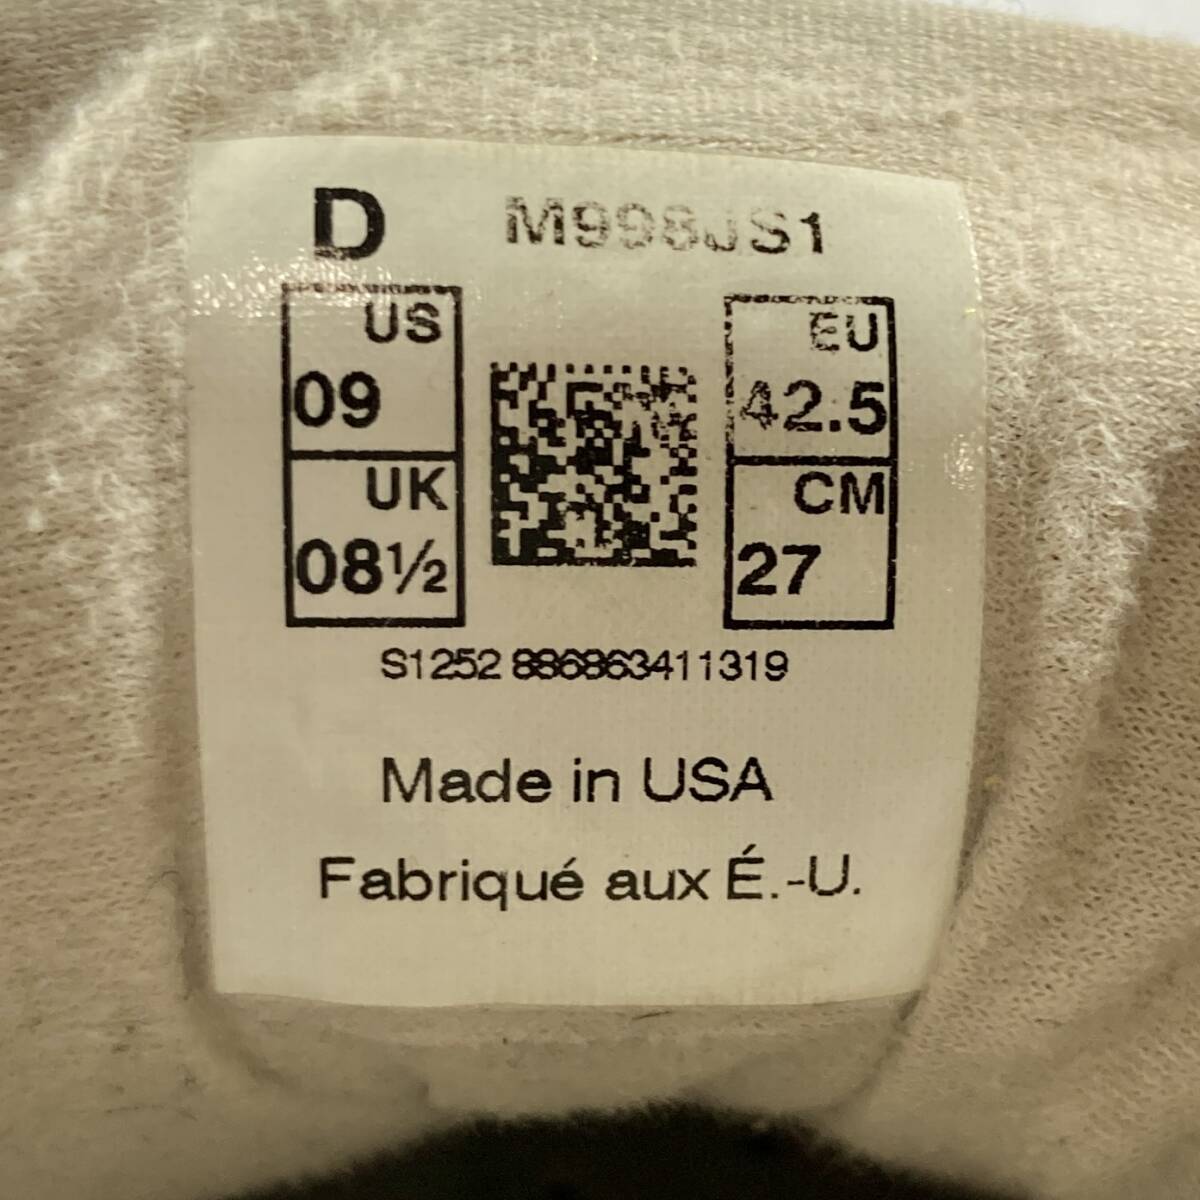 D M998JS1
US
09
UK
08½
EU
42.5
CM
27
S1252 886863411319
Made in USA
Fabriqué aux É.-U.